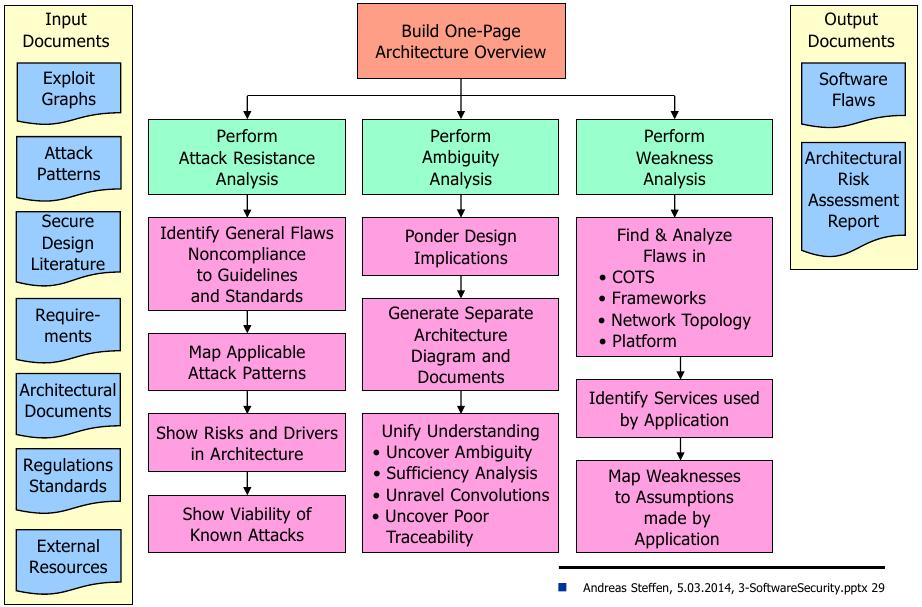 Input
Documents
Exploit
Graphs
Attack
Patterns
Secure
Design
Literature
Require-
ments
Architectural
Documents
Regulations
Standards
External
Resources
Build One-Page
Architecture Overview
Perform
Attack Resistance
Analysis
Identify General Flaws
Noncompliance
to Guidelines
and Standards
Map Applicable
Attack Patterns
Show Risks and Drivers
in Architecture
Show Viability of
Known Attacks
Perform
Ambiguity
Analysis
Ponder Design
Implications
Generate Separate
Architecture
Diagram and
Documents
Unify Understanding
• Uncover Ambiguity
• Sufficiency Analysis
• Unravel Convolutions
• Uncover Poor
Traceability
Perform
Weakness
Analysis
Find & Analyze
Flaws in
• COTS
• Frameworks
• Network Topology
• Platform
Identify Services used
by Application
Map Weaknesses
to Assumptions
made by
Application
Output
Documents
Software
Flaws
Architectural
Risk
Assessment
Report
Andreas Steffen, 5.03.2014, 3-SoftwareSecurity.pptx 29